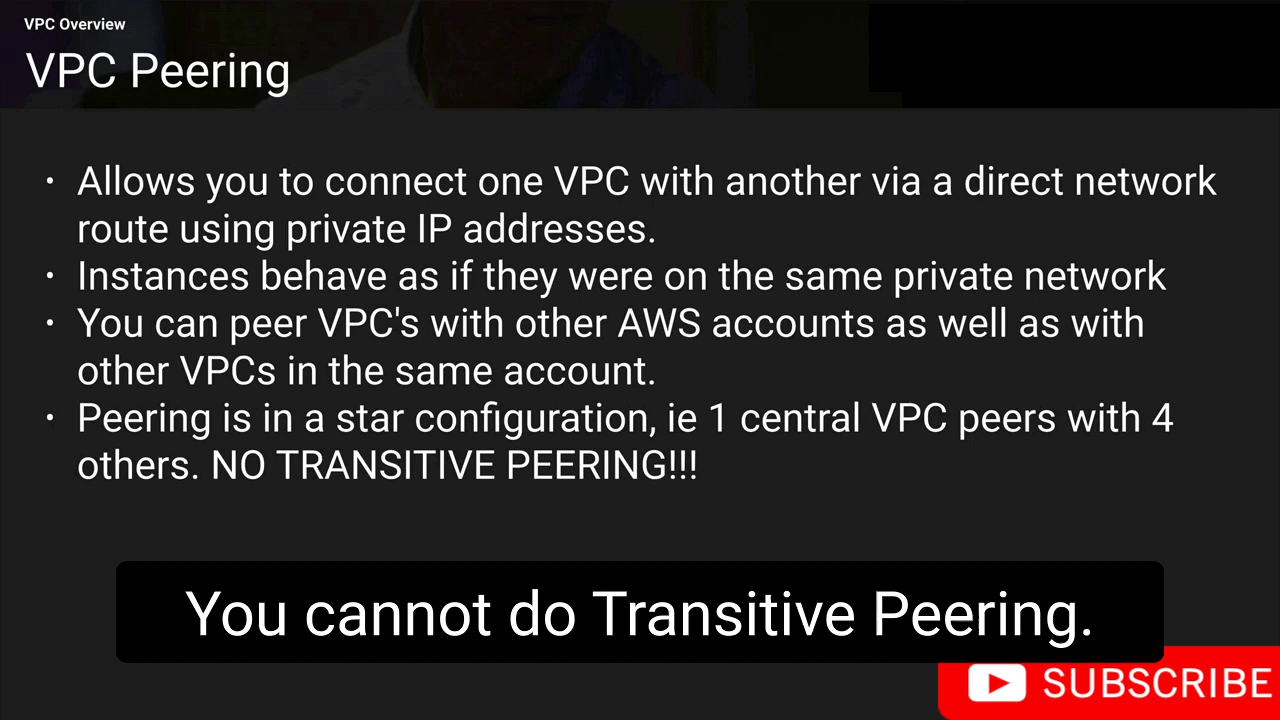 VPC Overview
VPC Peering
• Allows you to connect one VPC with another via a direct network
route using private IP addresses.
• Instances behave as if they were on the same private network
• You can peer VPC's with other AWS accounts as well as with
other VPCs in the same account.
• Peering is in a star configuration, ie 1 central VPC peers with 4
others. NO TRANSITIVE PEERING!!!
You cannot do Transitive Peering.
SUBSCRIBE